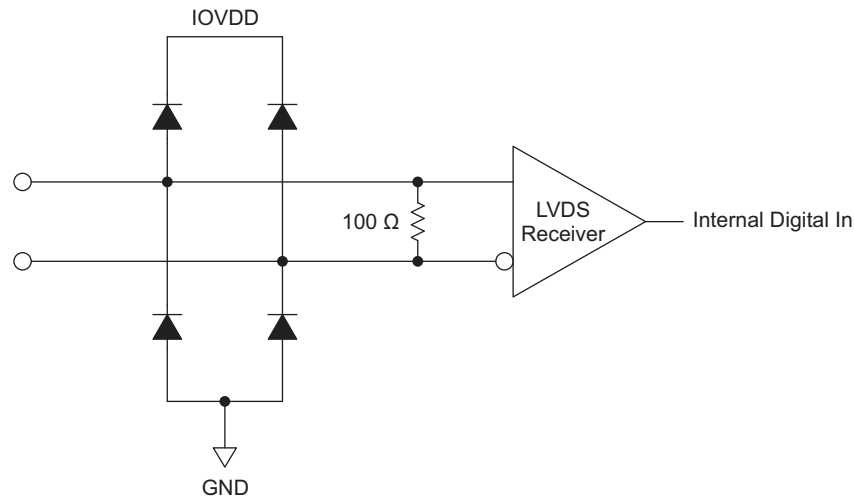 IOVDD
100 Ω
LVDS
Receiver
Internal Digital In
GND